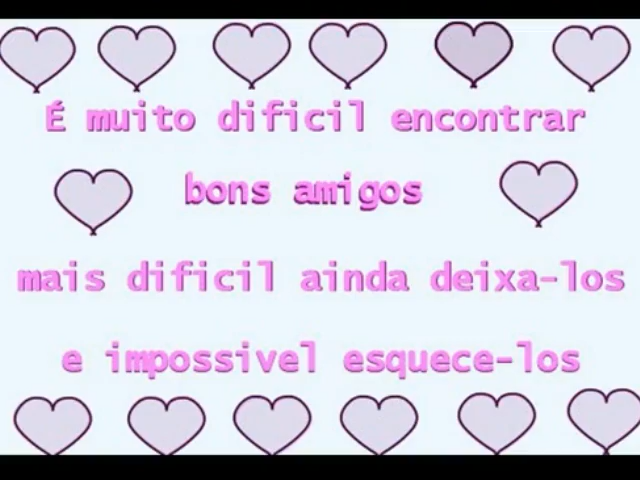 É muito dificil encontrar
bons amigos
mais dificil ainda deixa-los
e impossivel esquece-los